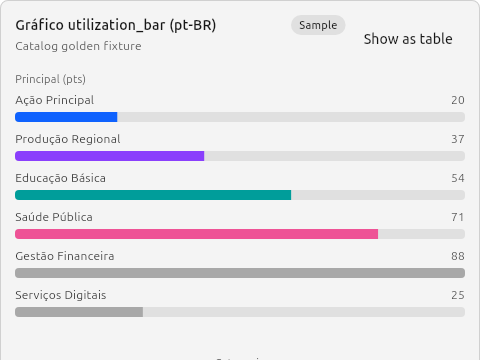 Gráfico utilization_bar (pt-BR)
Sample
Show as table
Catalog golden fixture
Principal (pts)
Ação Principal 20
Produção Regional 37
Educação Básica 54
Saúde Pública 71
Gestão Financeira 88
Serviços Digitais 25